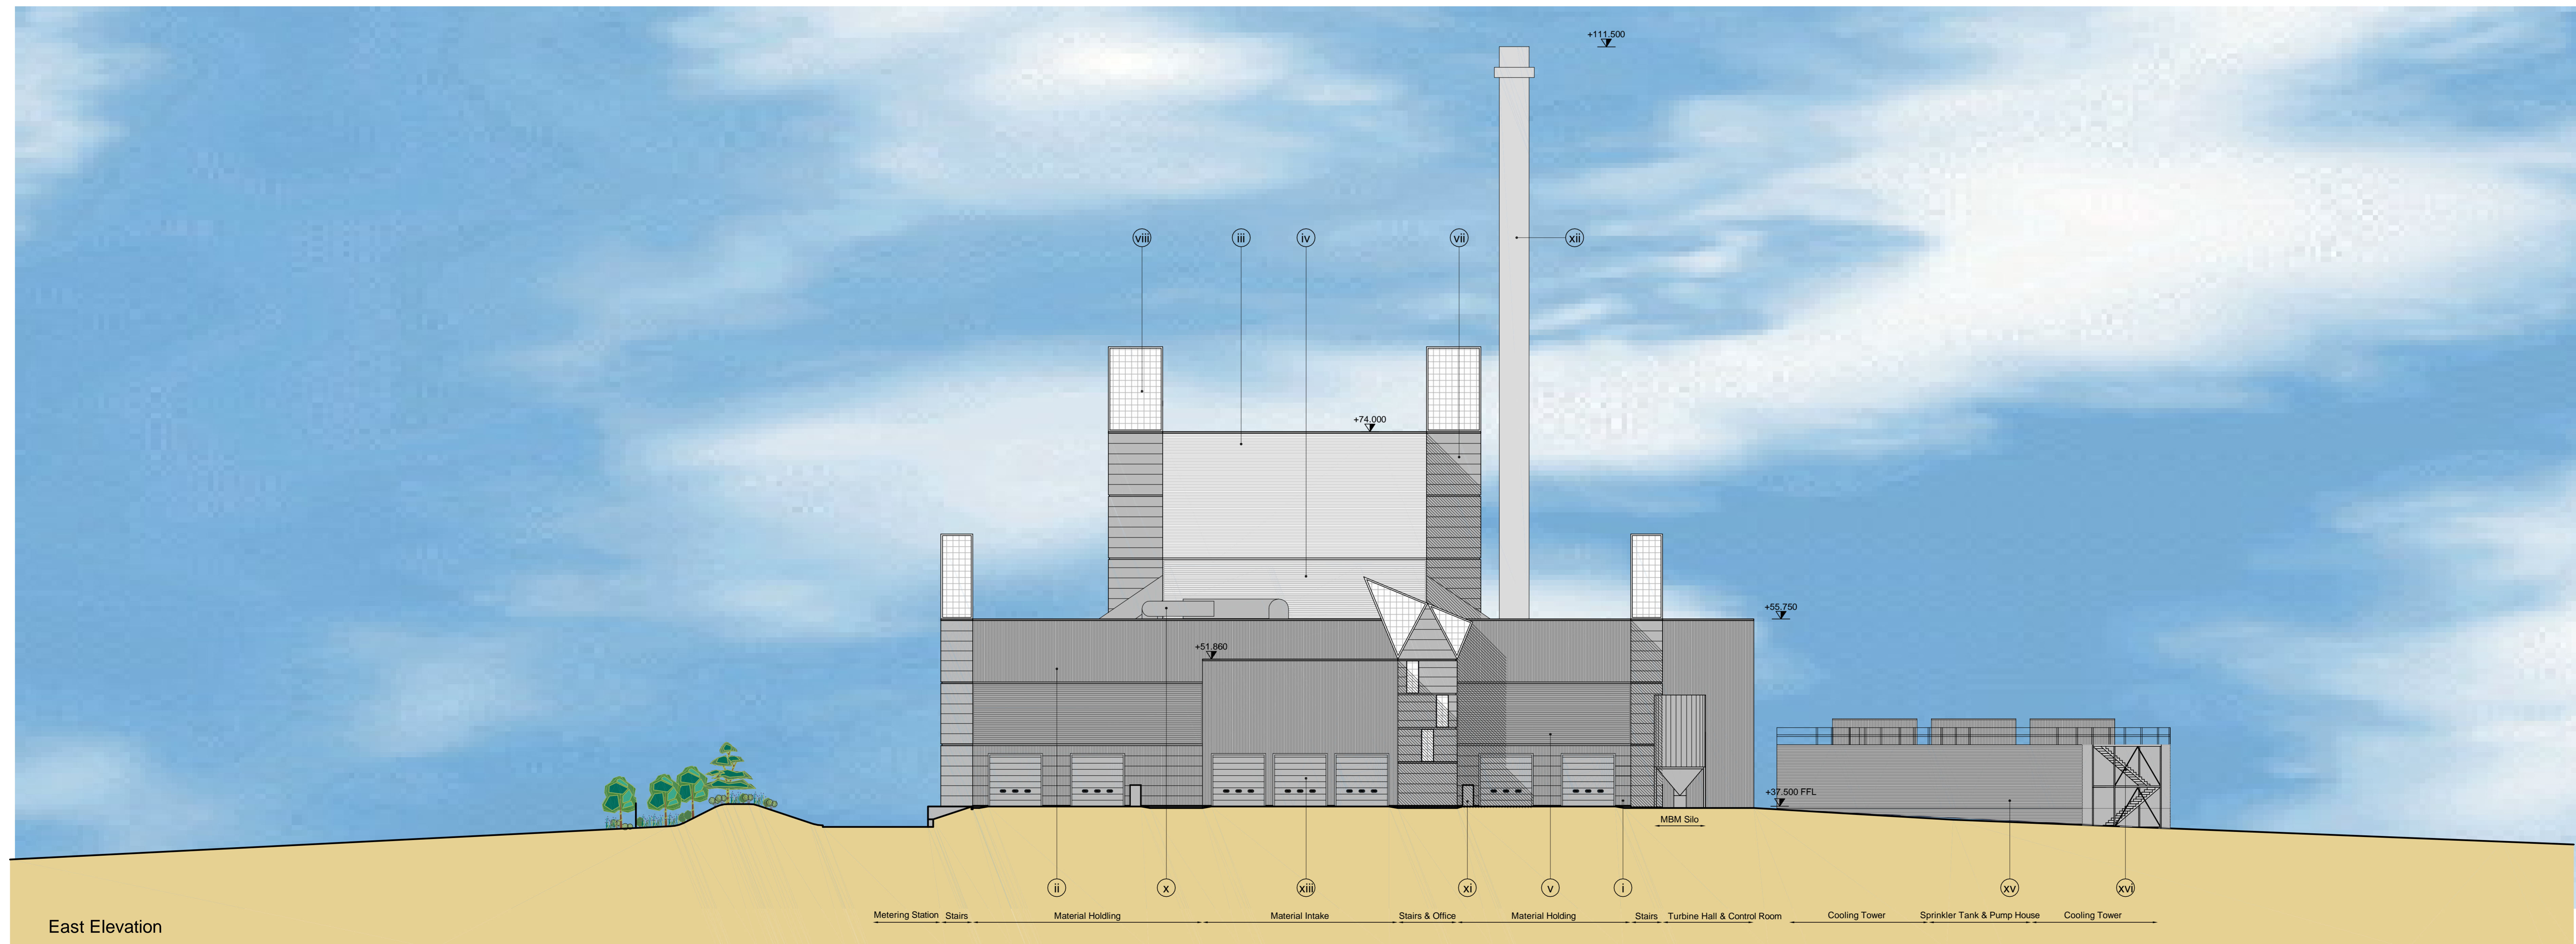 +111.500
viii
iii
iv
vii
xii
+74.000
+55.750
+51.860
+37.500 FFL
MBM Silo
ii
x
xiii
xi
v
i
xv
xvi
Metering Station
Stairs
Material Holdling
Material Intake
Stairs & Office
Material Holding
Stairs
Turbine Hall & Control Room
Cooling Tower
Sprinkler Tank & Pump House
Cooling Tower
East Elevation